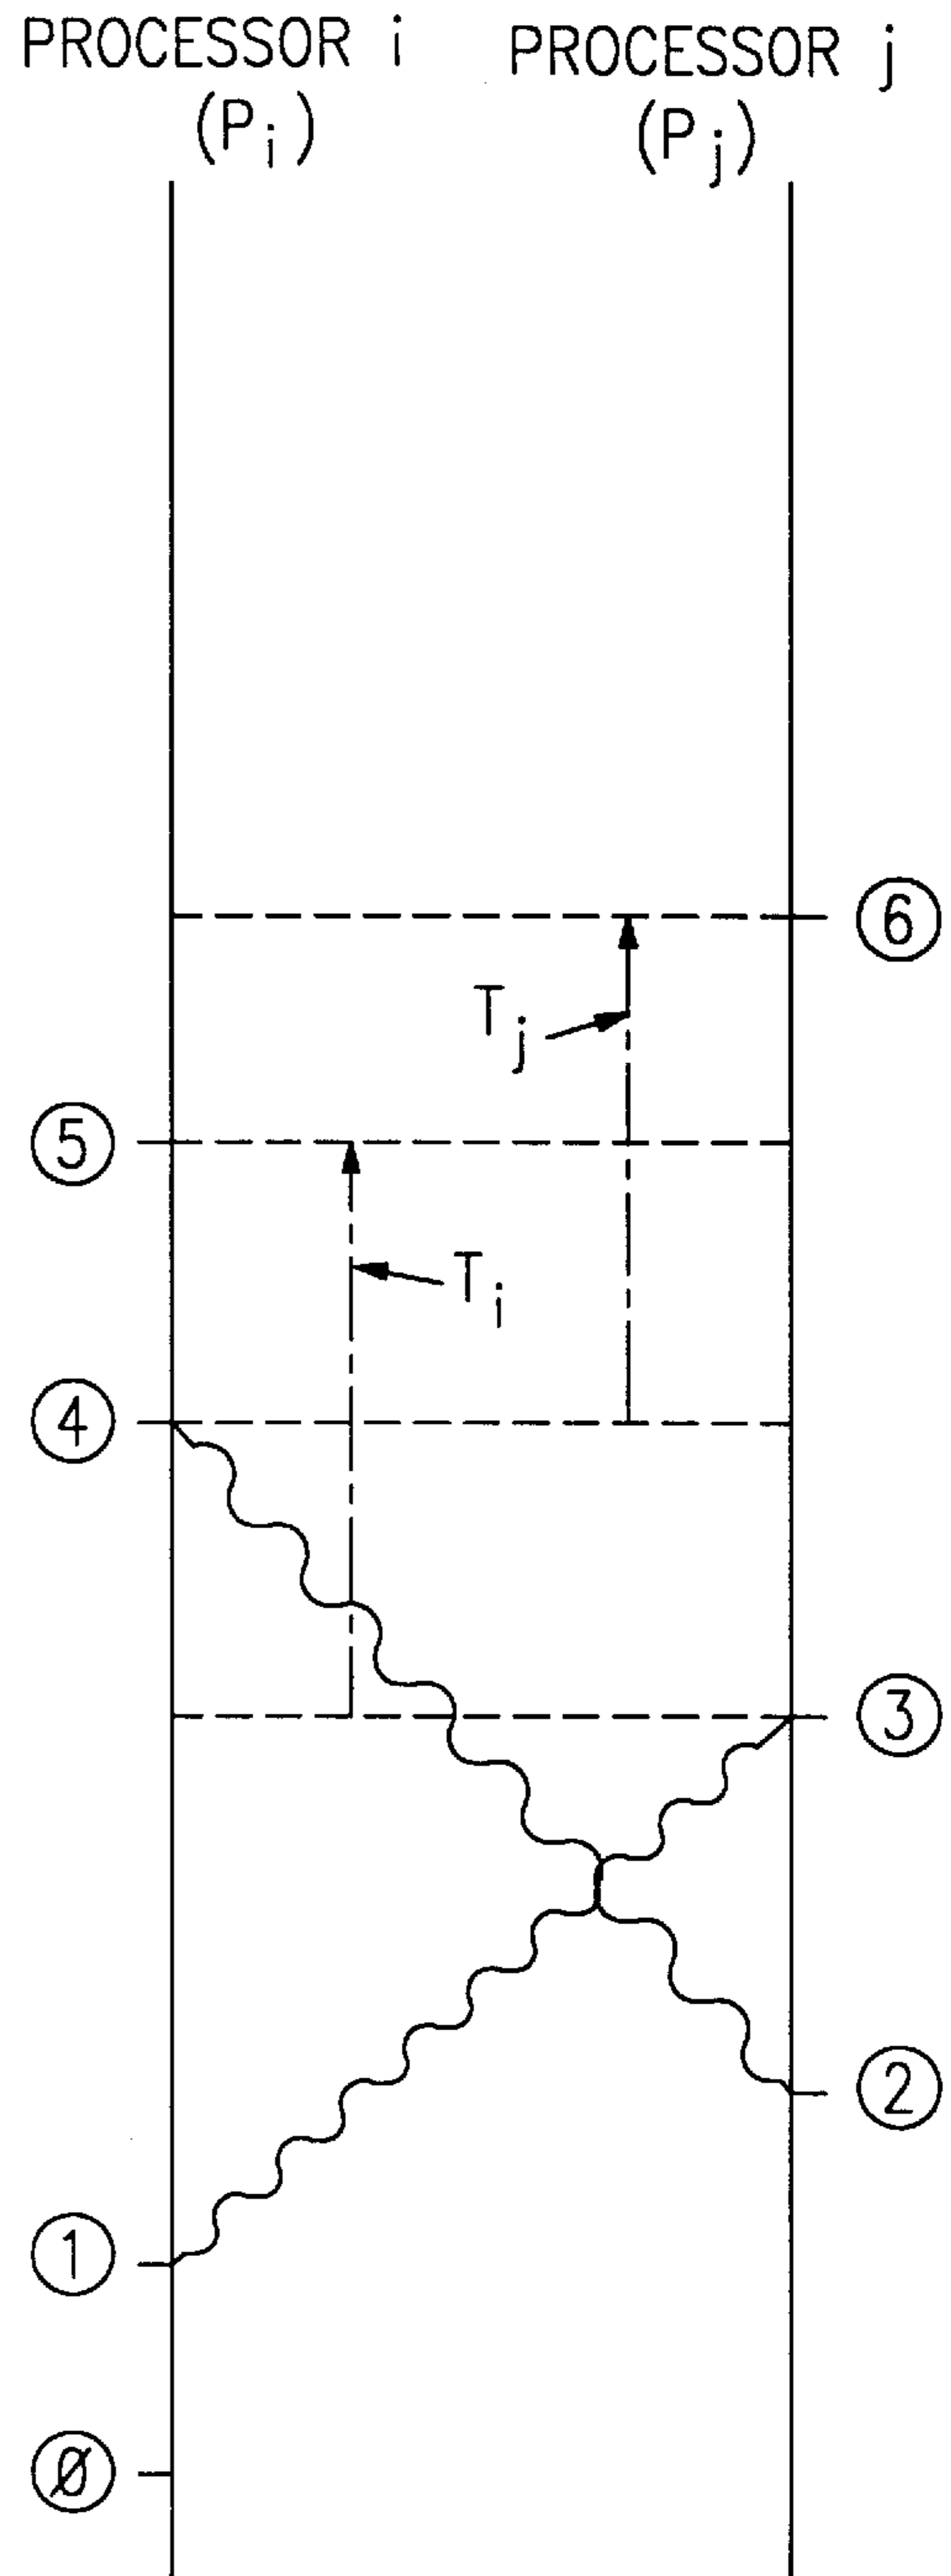 PROCESSOR i
(Pi)
PROCESSOR j
(Pj)
6
Tj
5
Ti
4
3
2
1
Ø